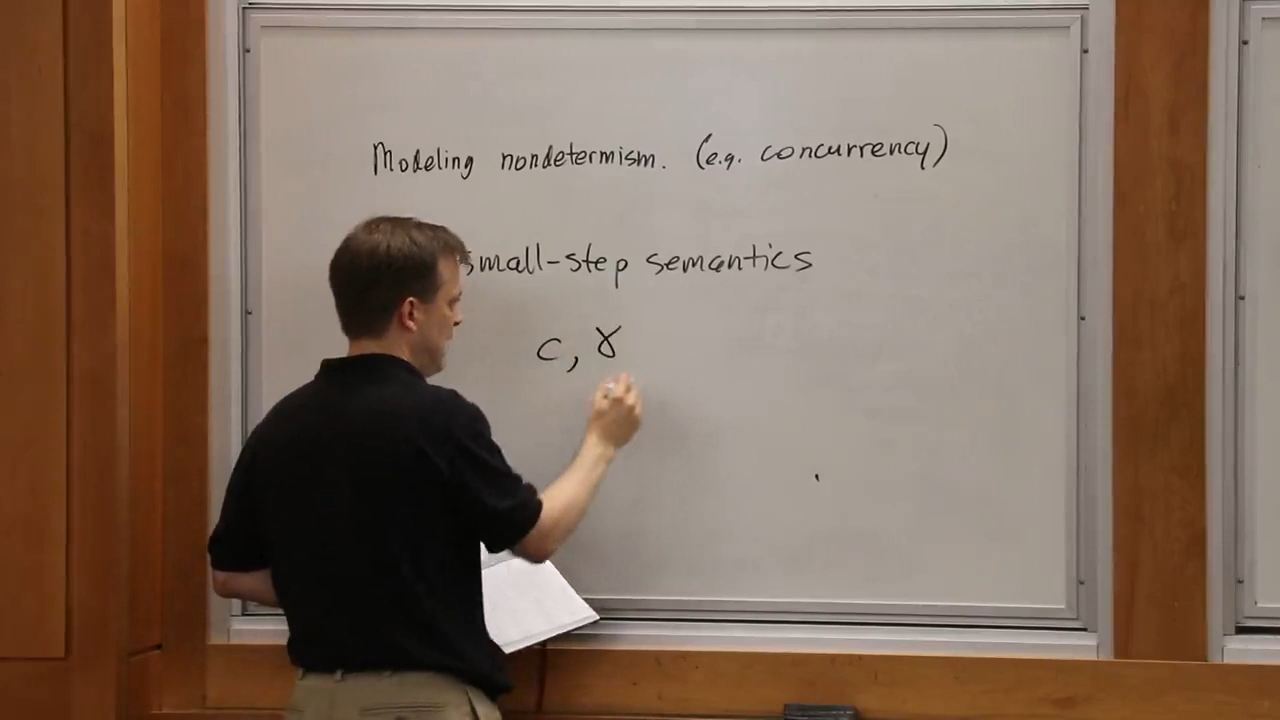 Modeling nondetermism. (e.g. concurrency)
small-step semantics
c, γ